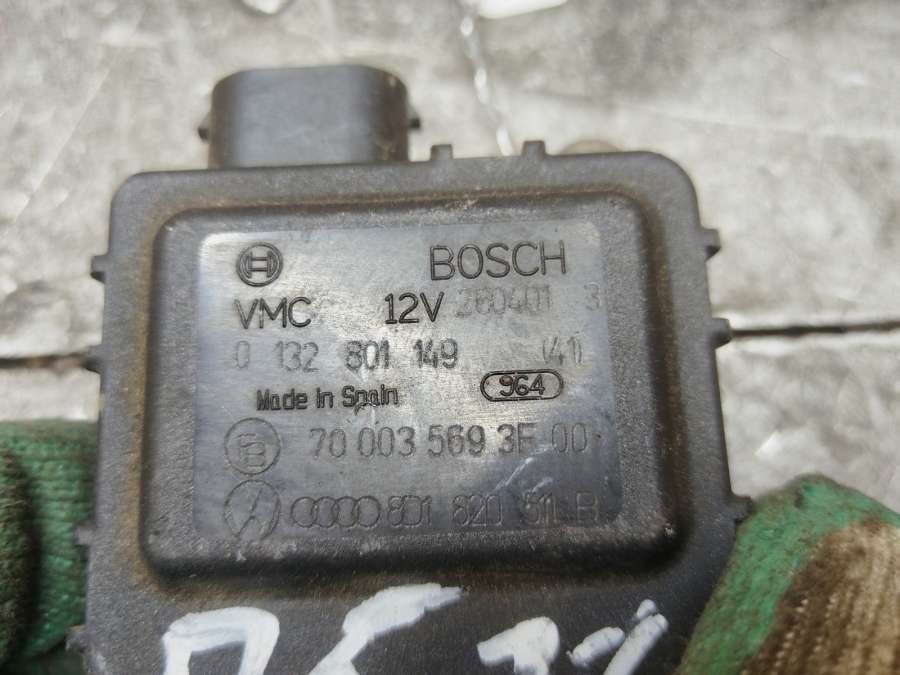 BOSCH
VMC 12V 260401 3
0 132 801 149 (41)
Made in Spain 964
70 003 569 3F 00
8D1 820 511 B